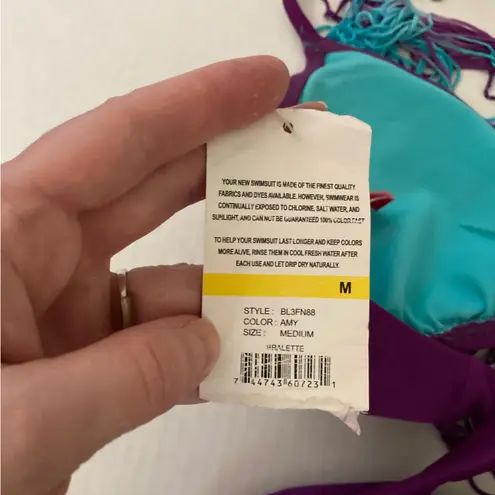 YOUR NEW SWIMSUIT IS MADE OF THE FINEST QUALITY
FABRICS AND DYES AVAILABLE. HOWEVER, SWIMWEAR IS
CONTINUALLY EXPOSED TO CHLORINE, SALT WATER, AND
SUNLIGHT, AND CAN NOT BE GUARANTEED 100% COLOR FAST
TO HELP YOUR SWIMSUIT LAST LONGER AND KEEP COLORS
MORE ALIVE, RINSE THEM IN COOL FRESH WATER AFTER
EACH USE AND LET DRIP DRY NATURALLY.
M
STYLE : BL3FN88
COLOR : AMY
SIZE : MEDIUM
BRALETTE
7 44743 60723 1